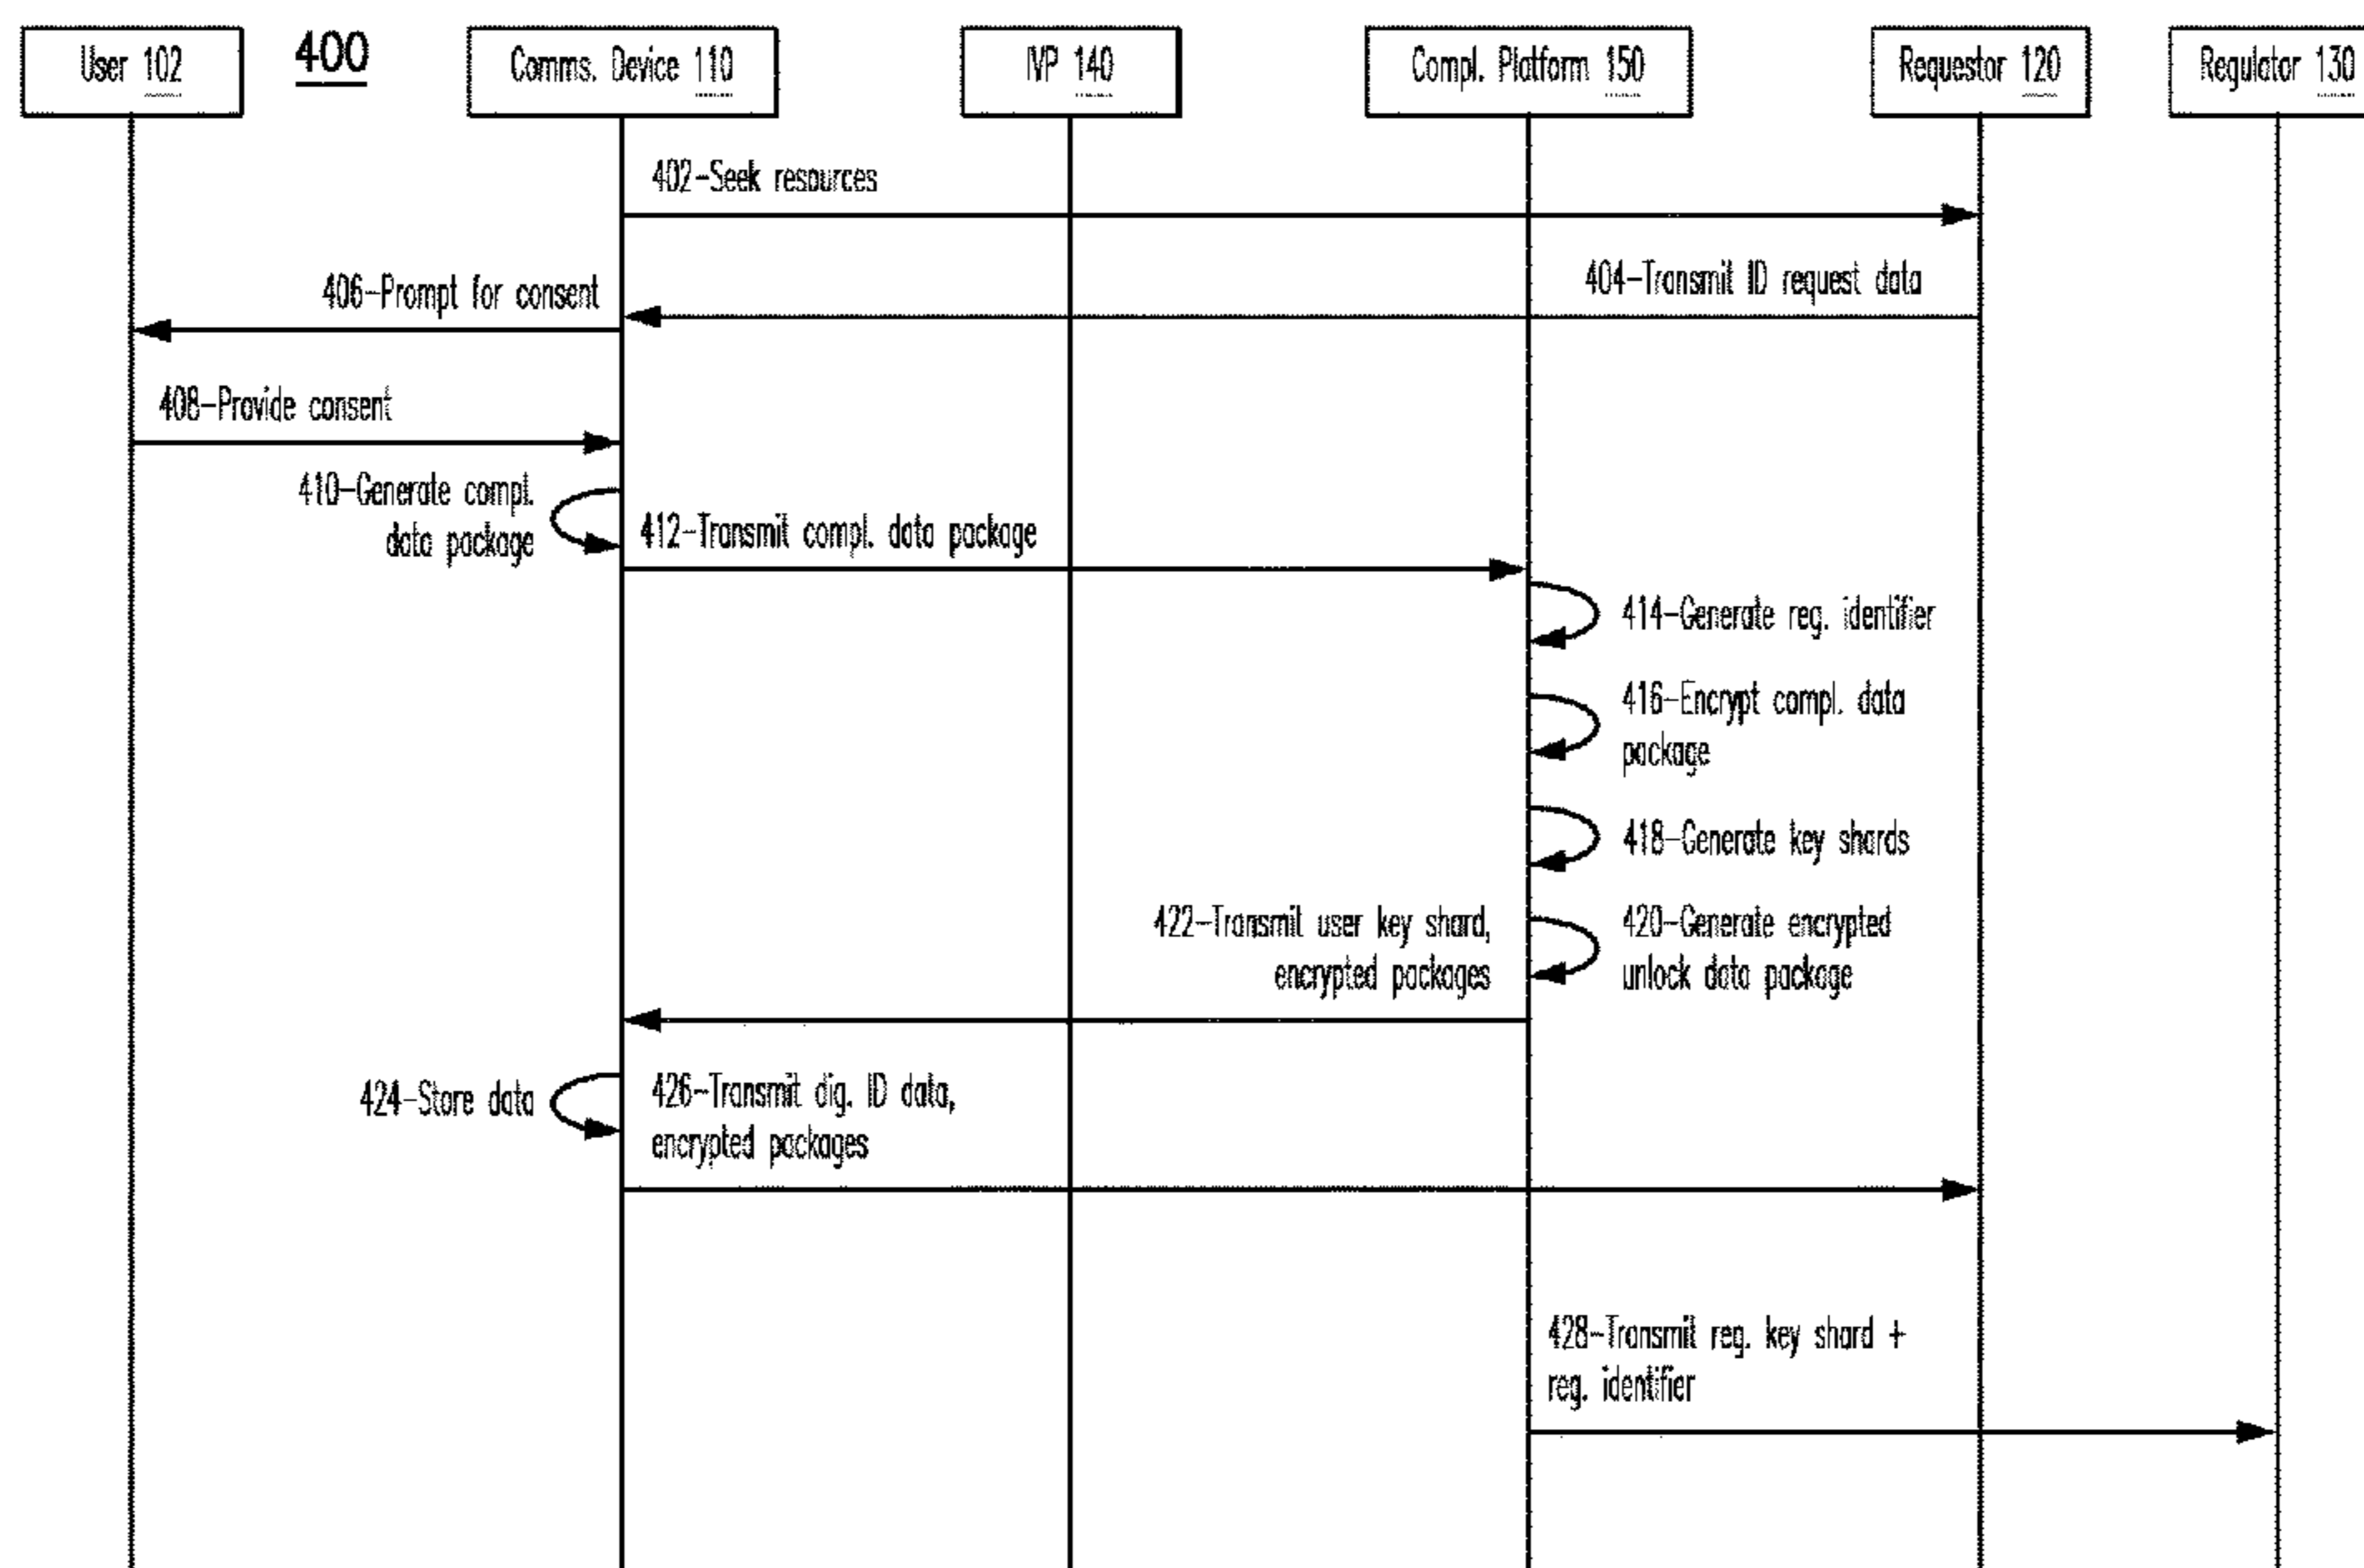 User 102
400
Comms. Device 110
IVP 140
Compl. Platform 150
Requestor 120
Regulator 130
402-Seek resources
404-Transmit ID request data
406-Prompt for consent
408-Provide consent
410-Generate compl.
data package
412-Transmit compl. data package
414-Generate reg. identifier
416-Encrypt compl. data
package
418-Generate key shards
420-Generate encrypted
unlock data package
422-Transmit user key shard,
encrypted packages
424-Store data
426-Transmit dig. ID data,
encrypted packages
428-Transmit reg. key shard +
reg. identifier